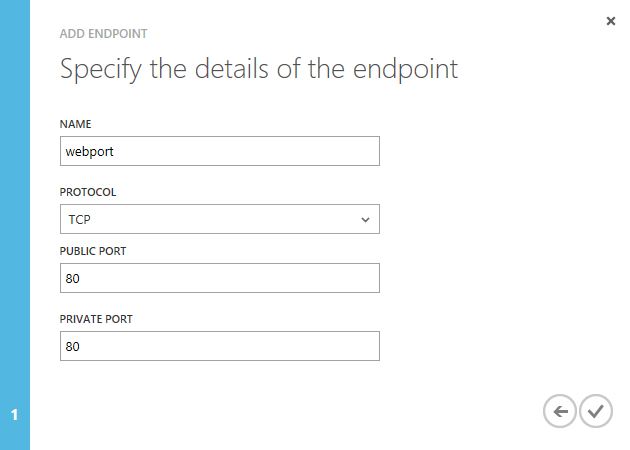 ADD ENDPOINT
Specify the details of the endpoint
NAME
webport
PROTOCOL
TCP
PUBLIC PORT
80
PRIVATE PORT
80
1